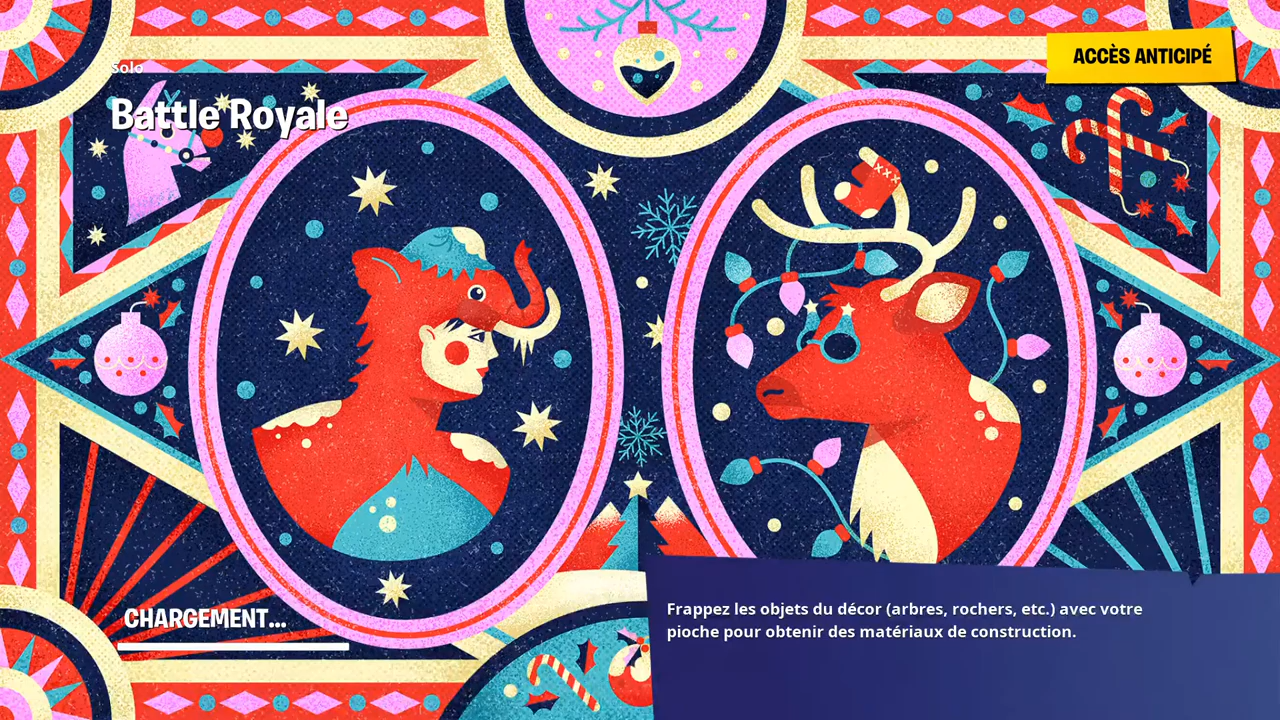 Solo
Battle Royale
ACCÈS ANTICIPÉ
CHARGEMENT...
Frappez les objets du décor (arbres, rochers, etc.) avec votre
pioche pour obtenir des matériaux de construction.